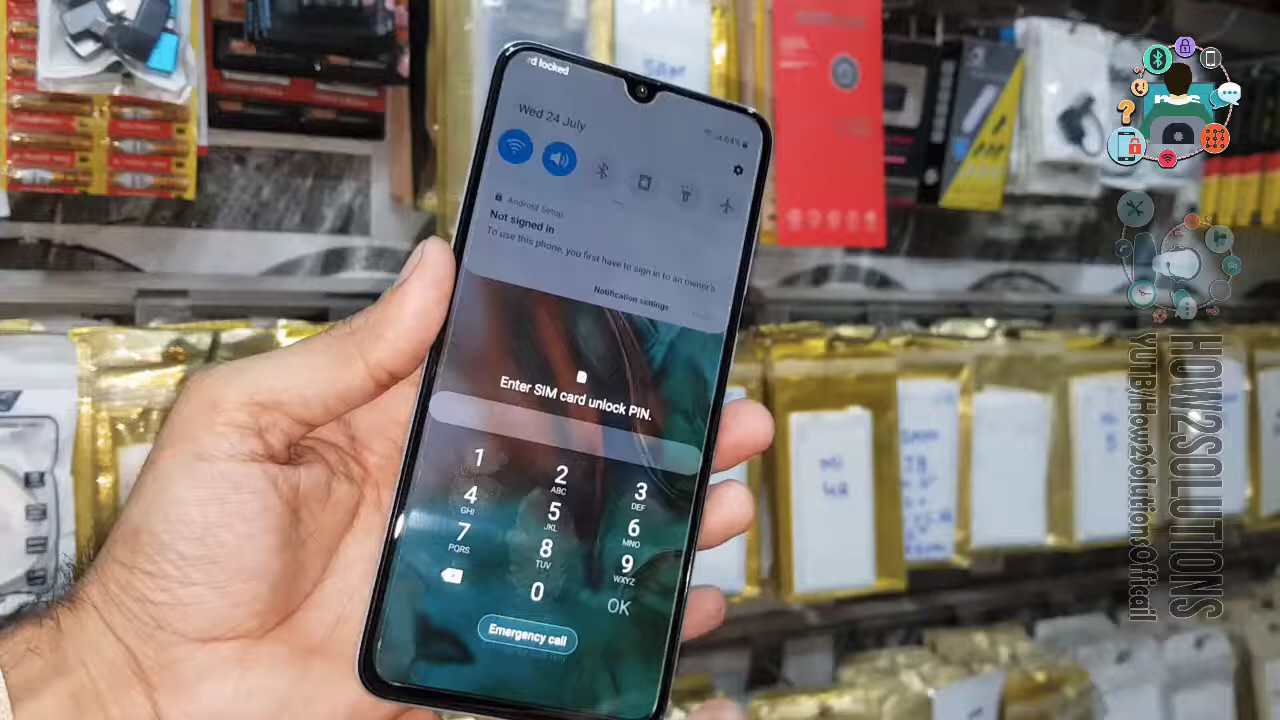 rd locked
Wed 24 July
64%
Android Setup
Not signed in
To use this phone, you first have to sign in to an owner's
Notification settings
Enter SIM card unlock PIN.
1
2
ABC
3
DEF
4
GHI
5
JKL
6
MNO
7
PQRS
8
TUV
9
WXYZ
0
OK
Emergency call
HOW2SOLUTIONS
YUTB/How2SolutionsOffical